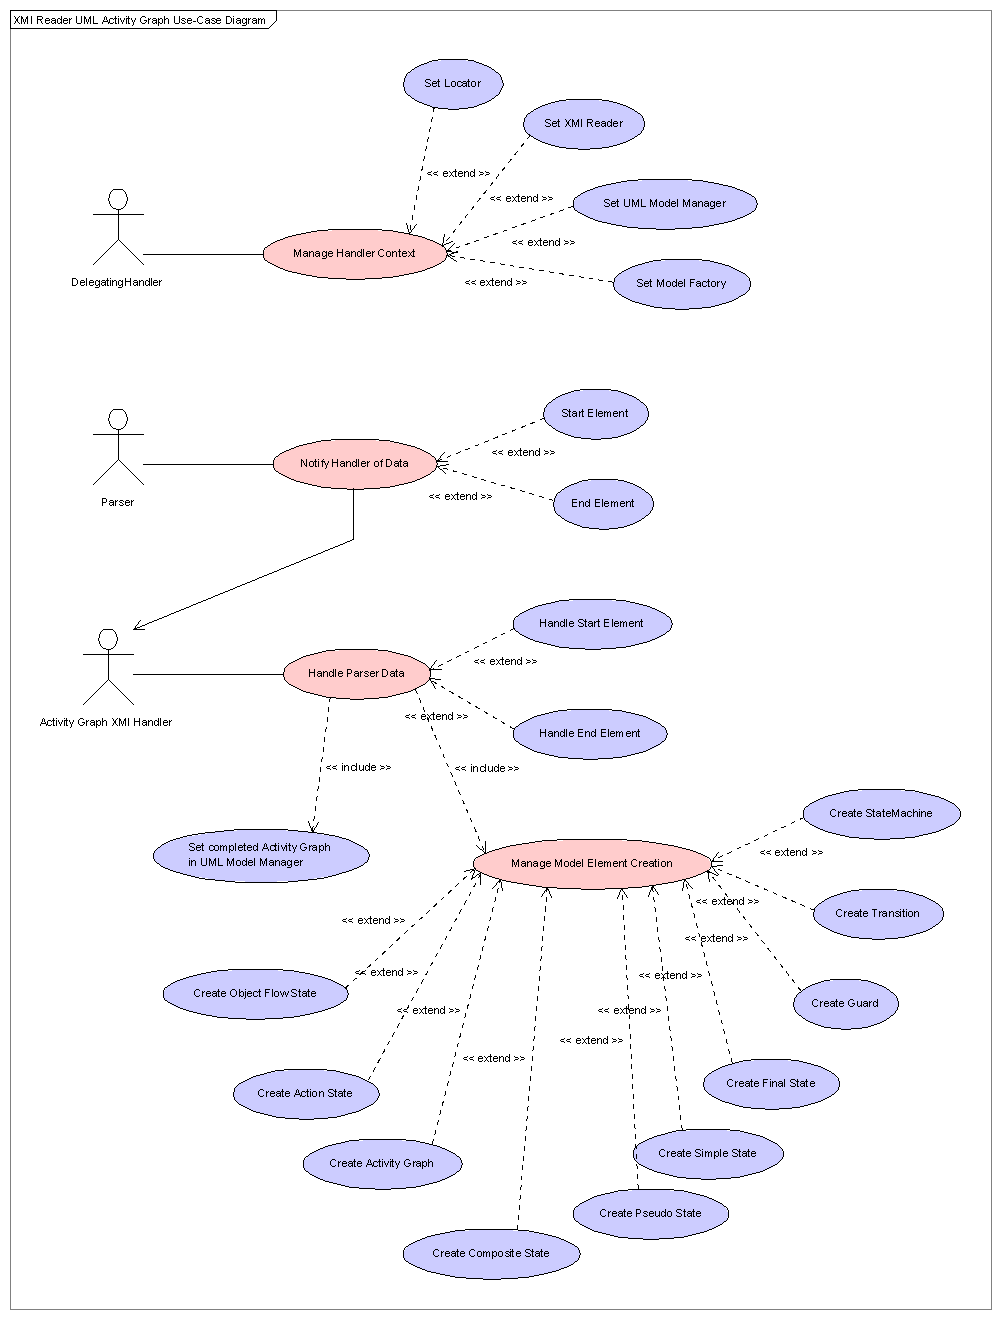 XMI Reader UML Activity Graph Use-Case Diagram
Set Locator
Set XMI Reader
<< extend >>
<< extend >>
Set UML Model Manager
<< extend >>
Manage Handler Context
DelegatingHandler
<< extend >>
Set Model Factory
Start Element
<< extend >>
Notify Handler of Data
<< extend >>
End Element
Parser
Handle Start Element
<< extend >>
Handle Parser Data
Activity Graph XMI Handler
<< extend >>
Handle End Element
<< include >>
<< include >>
Create StateMachine
Set completed Activity Graph
in UML Model Manager
<< extend >>
Manage Model Element Creation
<< extend >>
Create Transition
<< extend >>
<< extend >>
<< extend >>
<< extend >>
Create Object Flow State
Create Guard
<< extend >>
<< extend >>
<< extend >>
<< extend >>
Create Final State
Create Action State
Create Simple State
Create Activity Graph
Create Pseudo State
Create Composite State